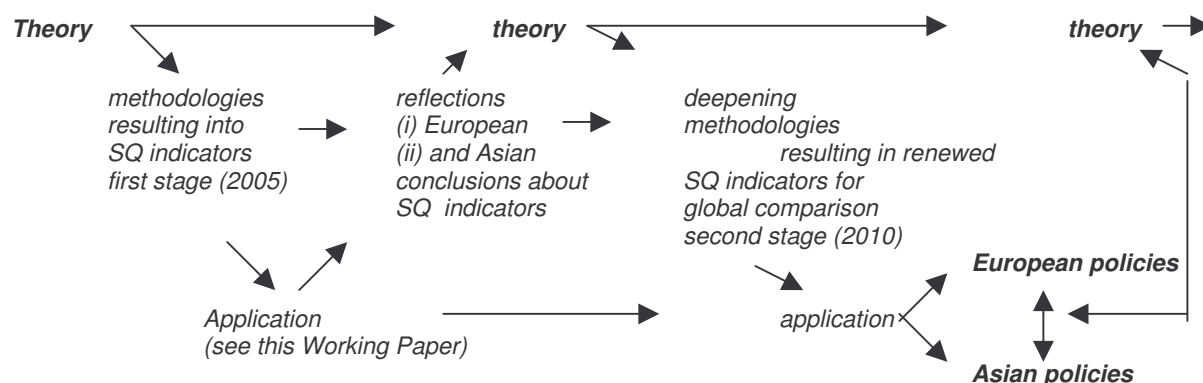 Theory theory theory
methodologies
resulting into
SQ indicators
first stage (2005)
reflections
(i) European
(ii) and Asian
conclusions about
SQ indicators
deepening
methodologies
resulting in renewed
SQ indicators for
global comparison
second stage (2010)
Application
(see this Working Paper)
application
European policies
Asian policies